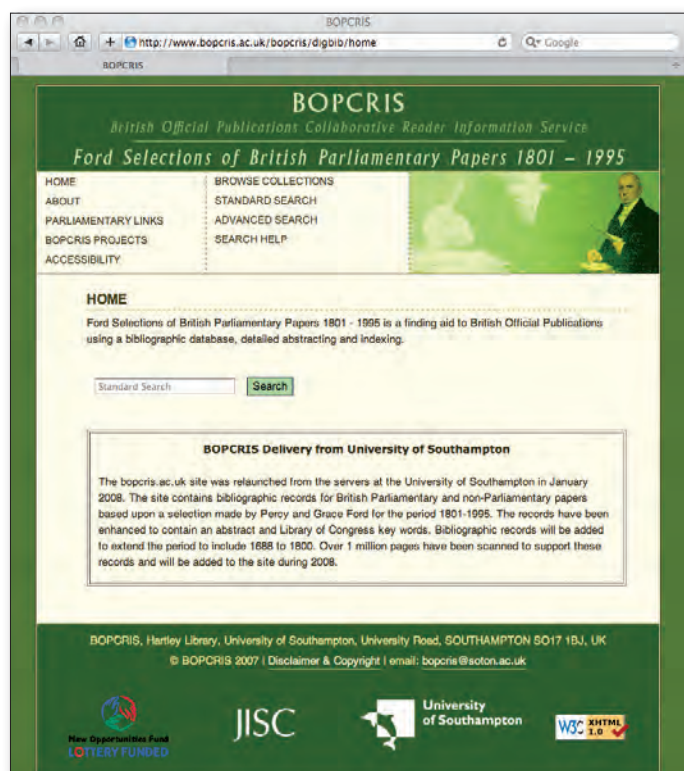 BOPCRIS
http://www.bopcris.ac.uk/bopcris/digbib/home
Google
BOPCRIS
BOPCRIS
British Official Publications Collaborative Reader Information Service
Ford Selections of British Parliamentary Papers 1801 – 1995
HOME
ABOUT
PARLIAMENTARY LINKS
BOPCRIS PROJECTS
ACCESSIBILITY
BROWSE COLLECTIONS
STANDARD SEARCH
ADVANCED SEARCH
SEARCH HELP
HOME
Ford Selections of British Parliamentary Papers 1801 - 1995 is a finding aid to British Official Publications
using a bibliographic database, detailed abstracting and indexing.
Standard Search
Search
BOPCRIS Delivery from University of Southampton
The bopcris.ac.uk site was relaunched from the servers at the University of Southampton in January
2008. The site contains bibliographic records for British Parliamentary and non-Parliamentary papers
based upon a selection made by Percy and Grace Ford for the period 1801-1995. The records have been
enhanced to contain an abstract and Library of Congress key words. Bibliographic records will be added
to extend the period to include 1688 to 1800. Over 1 million pages have been scanned to support these
records and will be added to the site during 2008.
BOPCRIS, Hartley Library, University of Southampton, University Road, SOUTHAMPTON SO17 1BJ, UK
© BOPCRIS 2007 | Disclaimer & Copyright | email: bopcris@soton.ac.uk
New Opportunities Fund
LOTTERY FUNDED
JISC
University
of Southampton
W3C XHTML
1.0